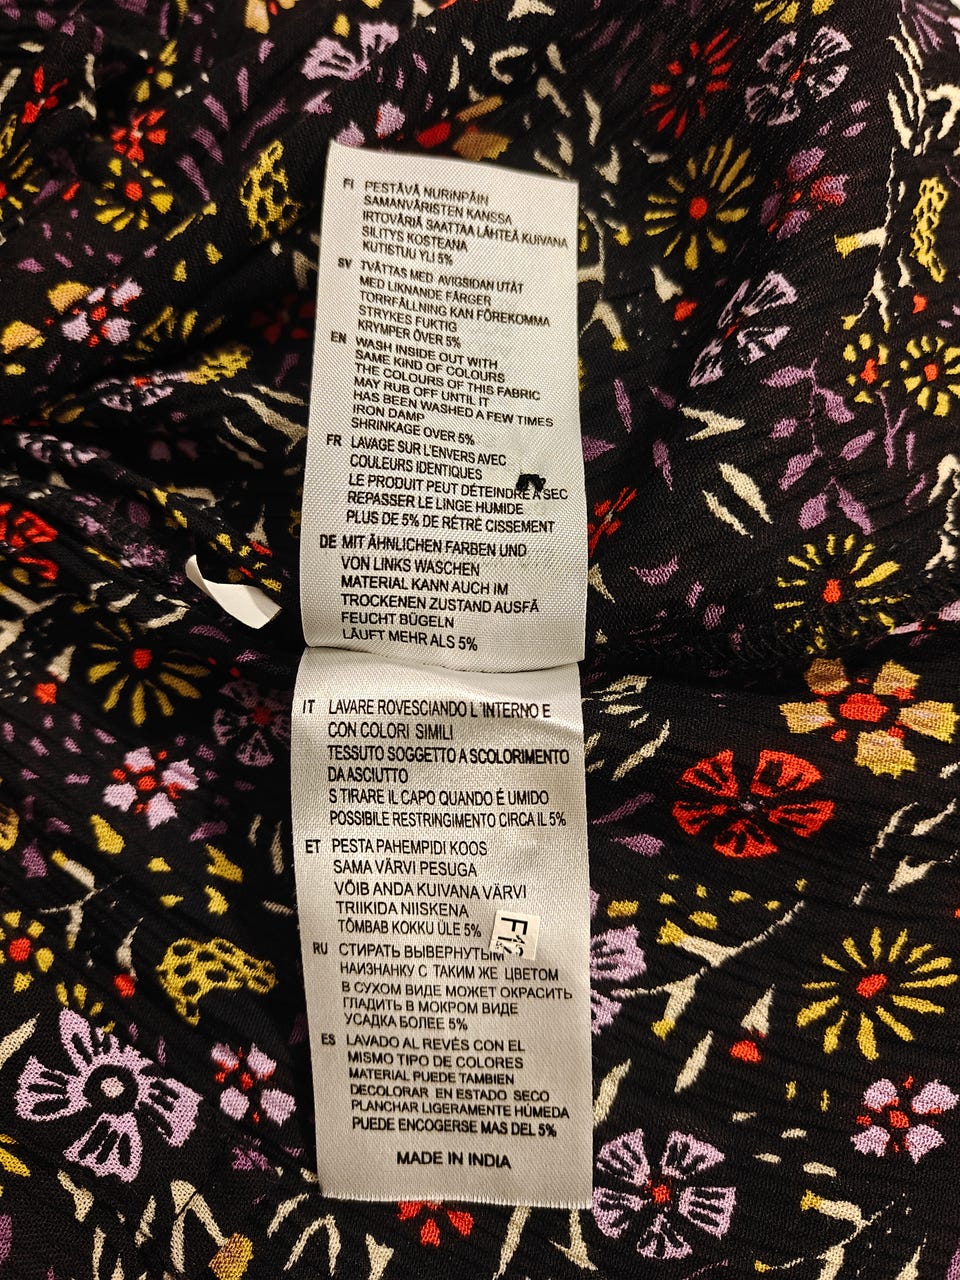 FI PESTÄVÄ NURINPÄIN
SAMANVÄRISTEN KANSSA
IRTOVÄRIÄ SAATTAA LÄHTEÄ KUIVANA
SILITYS KOSTEANA
KUTISTUU YLI 5%
SV TVÄTTAS MED AVIGSIDAN UTÅT
MED LIKNANDE FÄRGER
TORRFÄLLNING KAN FÖREKOMMA
STRYKES FUKTIG
KRYMPER ÖVER 5%
EN WASH INSIDE OUT WITH
SAME KIND OF COLOURS
THE COLOURS OF THIS FABRIC
MAY RUB OFF UNTIL IT
HAS BEEN WASHED A FEW TIMES
IRON DAMP
SHRINKAGE OVER 5%
FR LAVAGE SUR L'ENVERS AVEC
COULEURS IDENTIQUES
LE PRODUIT PEUT DÉTEINDRE A SEC
REPASSER LE LINGE HUMIDE
PLUS DE 5% DE RÉTRÉ CISSEMENT
DE MIT ÄHNLICHEN FARBEN UND
VON LINKS WASCHEN
MATERIAL KANN AUCH IM
TROCKENEN ZUSTAND AUSFÄ
FEUCHT BÜGELN
LÄUFT MEHR ALS 5%
IT LAVARE ROVESCIANDO L'INTERNO E
CON COLORI SIMILI
TESSUTO SOGGETTO A SCOLORIMENTO
DA ASCIUTTO
S TIRARE IL CAPO QUANDO É UMIDO
POSSIBILE RESTRINGIMENTO CIRCA IL 5%
ET PESTA PAHEMPIDI KOOS
SAMA VÄRVI PESUGA
VÕIB ANDA KUIVANA VÄRVI
TRIIKIDA NIISKENA
TÕMBAB KOKKU ÜLE 5%
RU СТИРАТЬ ВЫВЕРНУТЫМ
НАИЗНАНКУ С ТАКИМ ЖЕ ЦВЕТОМ
В СУХОМ ВИДЕ МОЖЕТ ОКРАСИТЬ
ГЛАДИТЬ В МОКРОМ ВИДЕ
УСАДКА БОЛЕЕ 5%
ES LAVADO AL REVÉS CON EL
MISMO TIPO DE COLORES
MATERIAL PUEDE TAMBIEN
DECOLORAR EN ESTADO SECO
PLANCHAR LIGERAMENTE HÚMEDA
PUEDE ENCOGERSE MAS DEL 5%
MADE IN INDIA